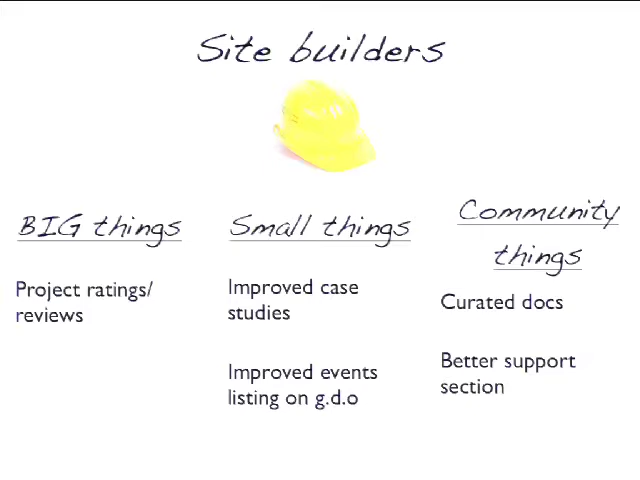 Site builders
BIG things
Project ratings/
reviews
Small things
Improved case
studies
Improved events
listing on g.d.o
Community
things
Curated docs
Better support
section